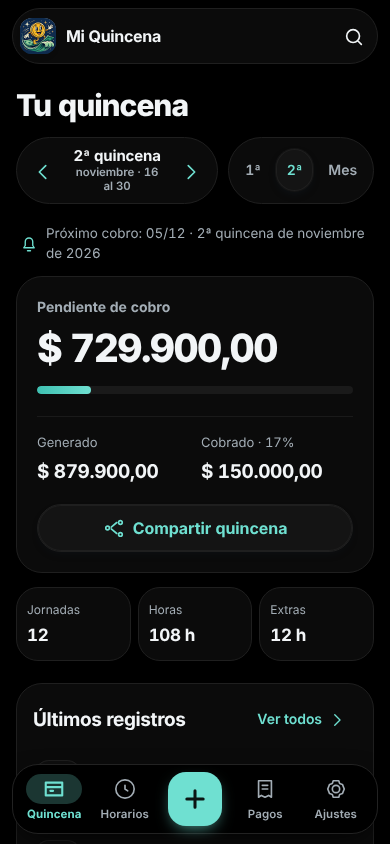 Mi Quincena
Tu quincena
2ª quincena
noviembre · 16
al 30
1ª
2ª
Mes
Próximo cobro: 05/12 · 2ª quincena de noviembre
de 2026
Pendiente de cobro
$ 729.900,00
Generado
Cobrado · 17%
$ 879.900,00
$ 150.000,00
Compartir quincena
Jornadas
Horas
Extras
12
108 h
12 h
Últimos registros
Ver todos
Quincena
Horarios
Pagos
Ajustes